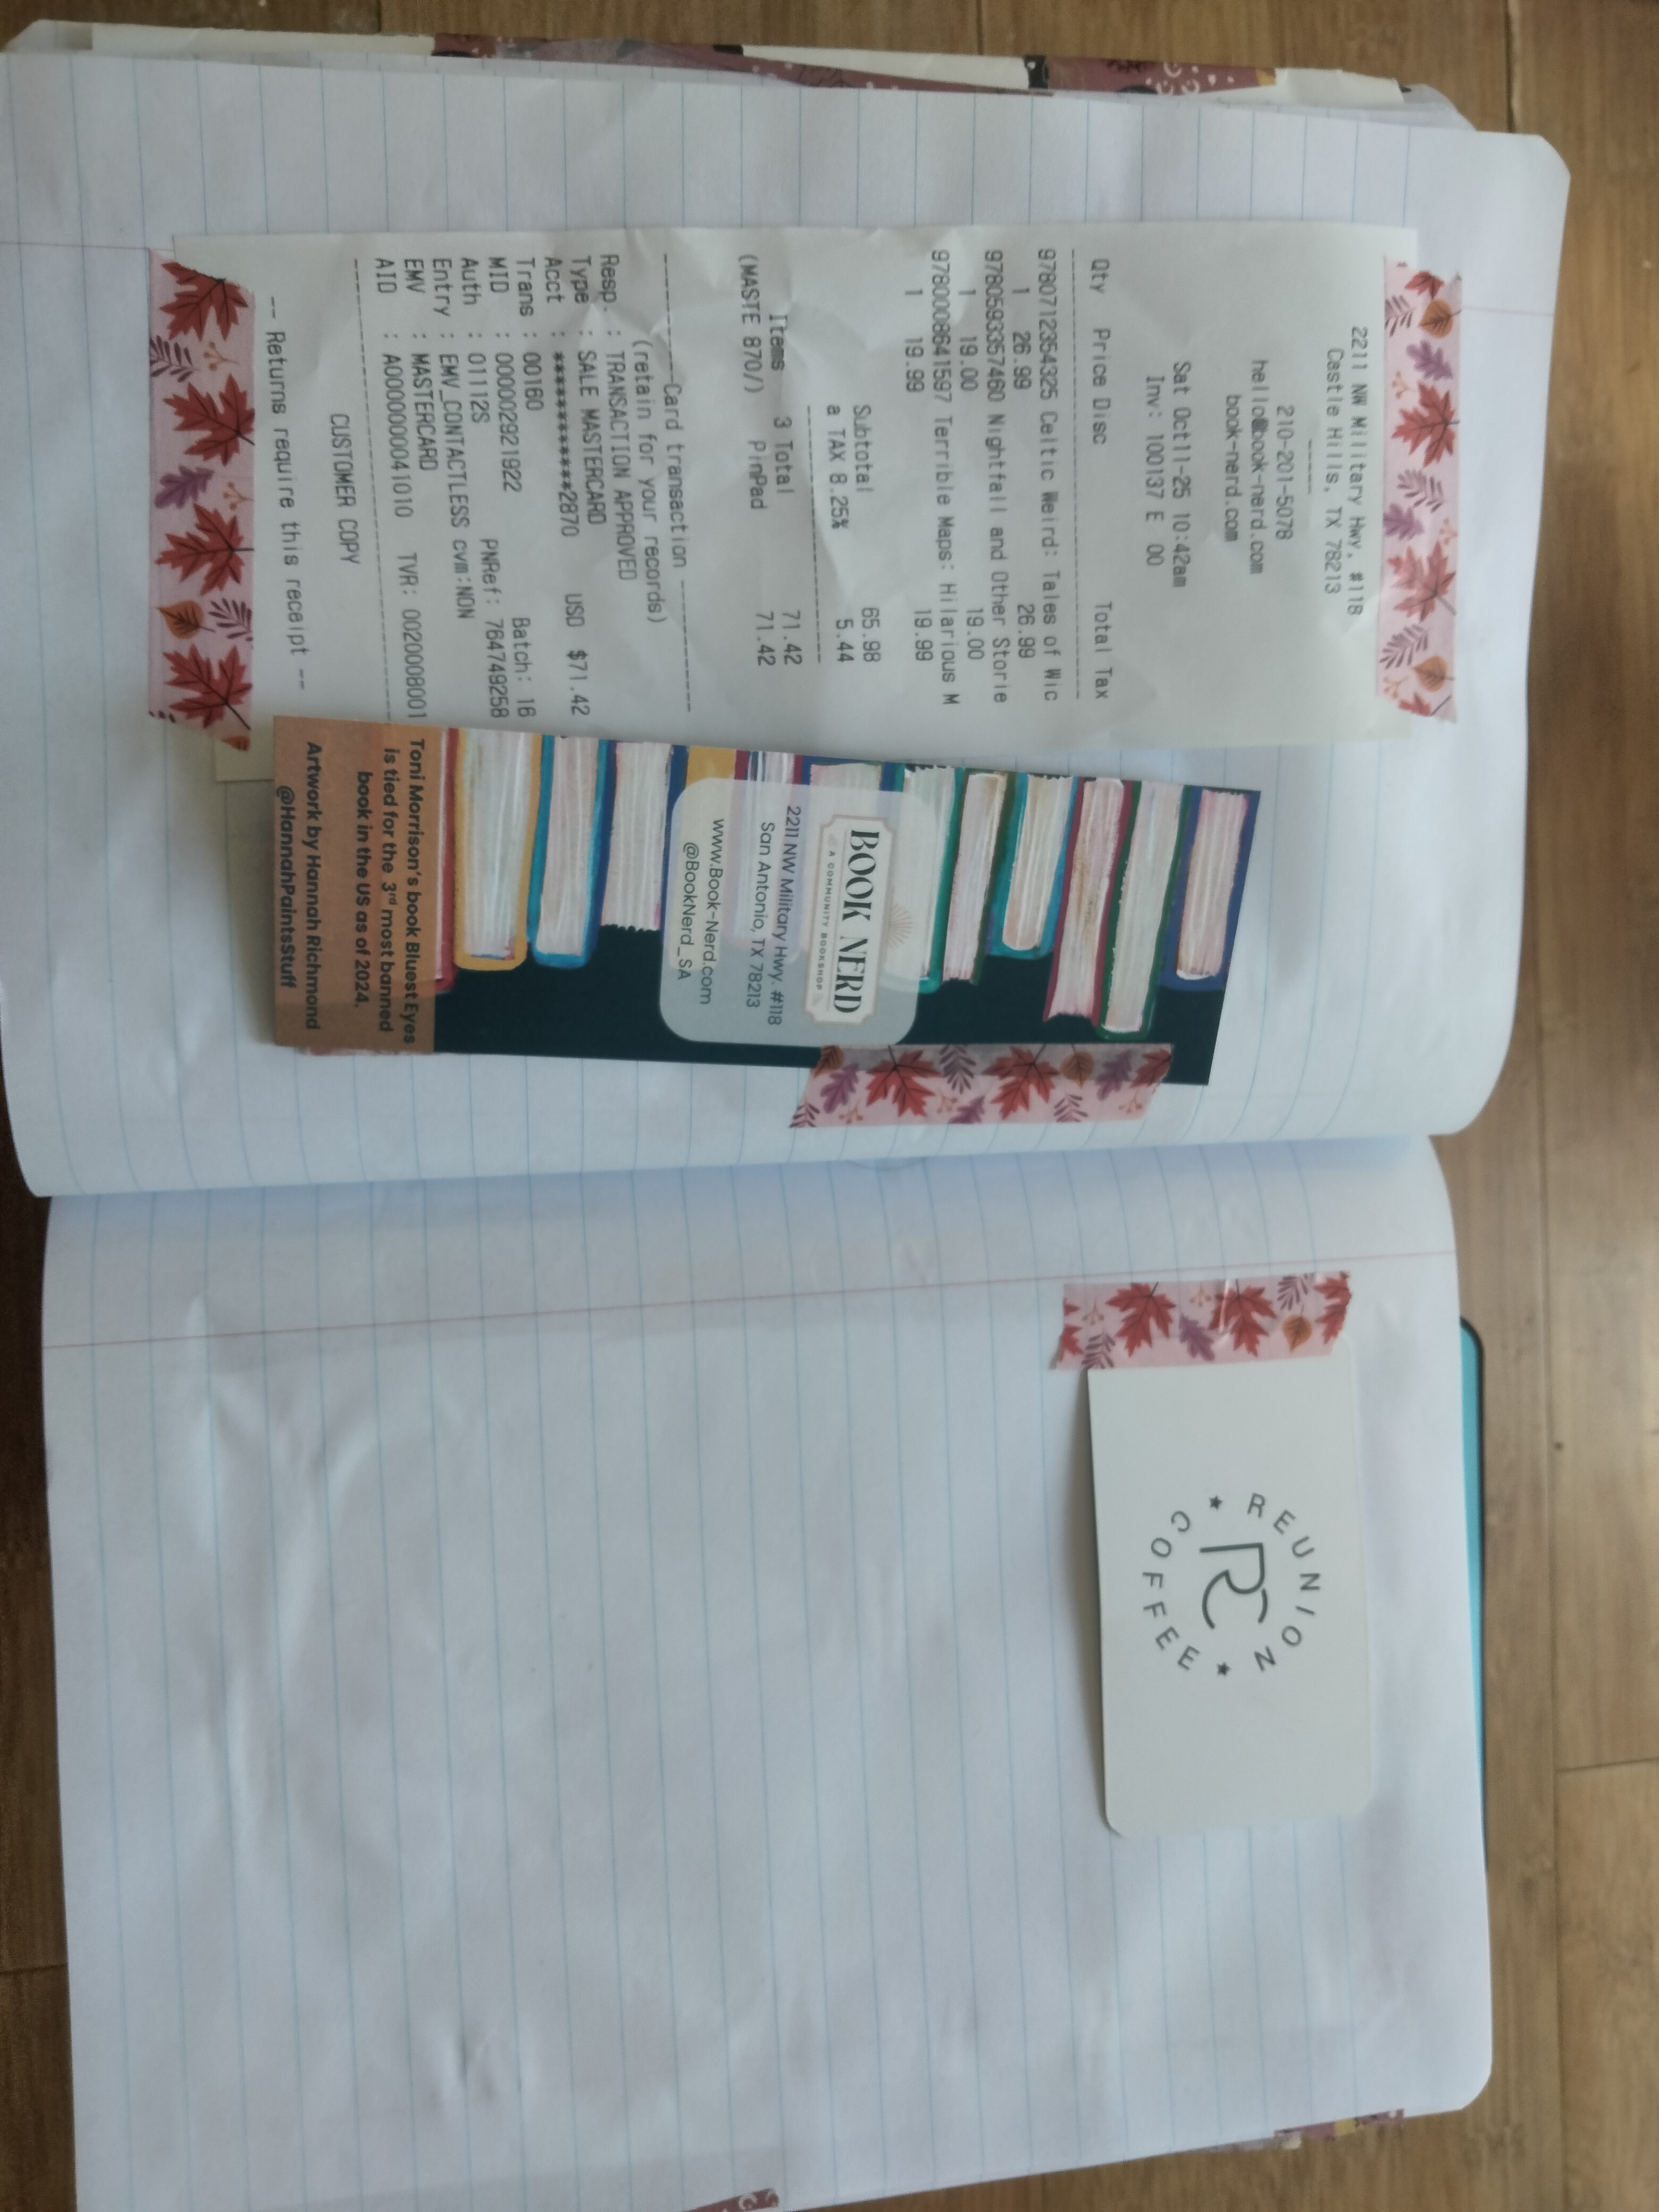 2211 NW Military Hwy, #118
Castle Hills, TX 78213
210-201-5078
hello@book-nerd.com
book-nerd.com
Sat Oct11-25 10:42am
Inv: 100137 E 00
Qty Price Disc Total Tax
9780712354325 Celtic Weird: Tales of Wic
1 26.99 26.99
9780593357460 Nightfall and Other Storie
1 19.00 19.00
9780008641597 Terrible Maps: Hilarious M
1 19.99 19.99
Subtotal 65.98
a TAX 8.25% 5.44
Items 3 Total 71.42
(MASTE 870/) PinPad 71.42
-------Card transaction --------
(retain for your records)
Resp. : TRANSACTION APPROVED
Type : SALE MASTERCARD USD $71.42
Acct : ************2870
Trans : 00160 Batch: 16
MID : 000002921922 PNRef: 764749258
Auth : 01112S
Entry : EMV_CONTACTLESS cvm:NON
EMV : MASTERCARD
AID : A0000000041010 TVR: 0020008001
CUSTOMER COPY
-- Returns require this receipt --
BOOK NERD
A COMMUNITY BOOKSHOP
2211 NW Military Hwy. #118
San Antonio, TX 78213
www.Book-Nerd.com
@BookNerd_SA
Toni Morrison's book Bluest Eyes
is tied for the 3rd most banned
book in the US as of 2024.
Artwork by Hannah Richmond
@HannahPaintsStuff
REUNION
RC
COFFEE